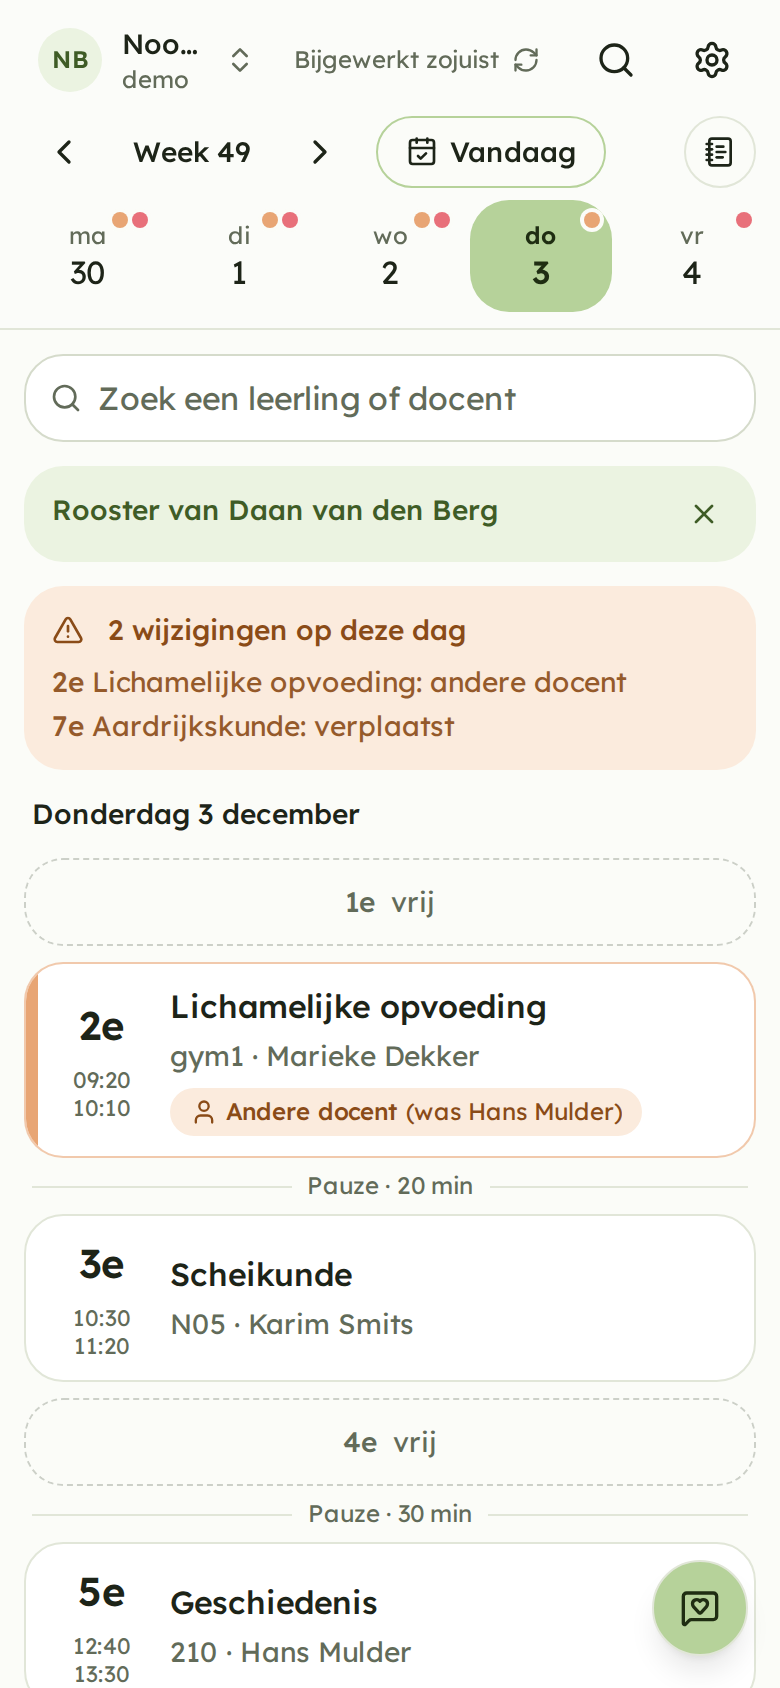 NB
Noo...
demo
Bijgewerkt zojuist
Week 49
Vandaag
ma
30
di
1
wo
2
do
3
vr
4
Zoek een leerling of docent
Rooster van Daan van den Berg
2 wijzigingen op deze dag
2e Lichamelijke opvoeding: andere docent
7e Aardrijkskunde: verplaatst
Donderdag 3 december
1e vrij
2e
09:20
10:10
Lichamelijke opvoeding
gym1 · Marieke Dekker
Andere docent (was Hans Mulder)
Pauze · 20 min
3e
10:30
11:20
Scheikunde
N05 · Karim Smits
4e vrij
Pauze · 30 min
5e
12:40
13:30
Geschiedenis
210 · Hans Mulder